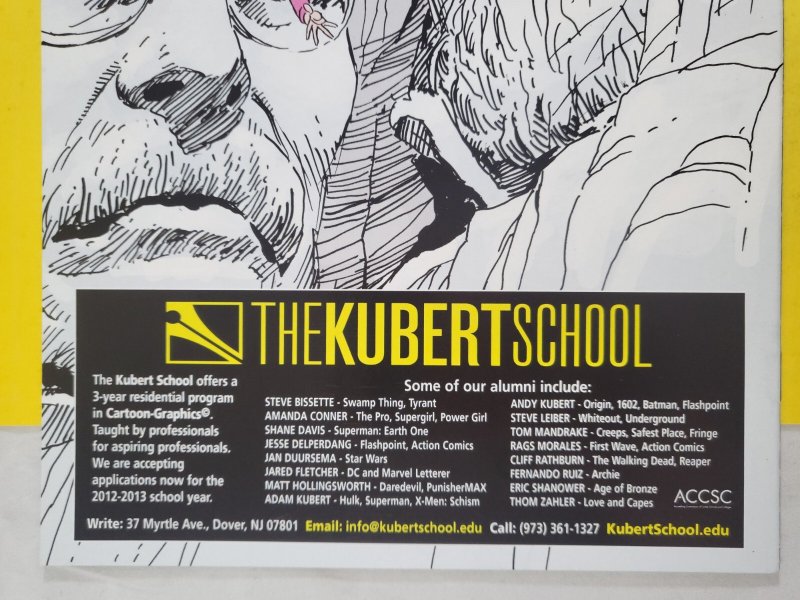 THEKUBERTSCHOOL
The Kubert School offers a
3-year residential program
in Cartoon-Graphics©.
Taught by professionals
for aspiring professionals.
We are accepting
applications now for the
2012-2013 school year.
Some of our alumni include:
STEVE BISSETTE - Swamp Thing, Tyrant
AMANDA CONNER - The Pro, Supergirl, Power Girl
SHANE DAVIS - Superman: Earth One
JESSE DELPERDANG - Flashpoint, Action Comics
JAN DUURSEMA - Star Wars
JARED FLETCHER - DC and Marvel Letterer
MATT HOLLINGSWORTH - Daredevil, PunisherMAX
ADAM KUBERT - Hulk, Superman, X-Men: Schism
ANDY KUBERT - Origin, 1602, Batman, Flashpoint
STEVE LEIBER - Whiteout, Underground
TOM MANDRAKE - Creeps, Safest Place, Fringe
RAGS MORALES - First Wave, Action Comics
CLIFF RATHBURN - The Walking Dead, Reaper
FERNANDO RUIZ - Archie
ERIC SHANOWER - Age of Bronze
THOM ZAHLER - Love and Capes
ACCSC
Write: 37 Myrtle Ave., Dover, NJ 07801 Email: info@kubertschool.edu Call: (973) 361-1327 KubertSchool.edu